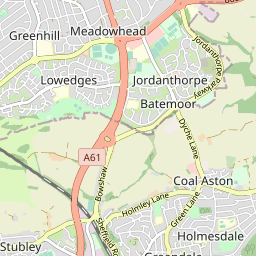 Greenhill
Meadowhead
Lowedges
Jordanthorpe
Jordanthorpe Parkway
Batemoor
Dyche Lane
A61
Bowshaw
Coal Aston
Holmley Lane
Green Lane
Sheffield
Holmesdale
Stubley